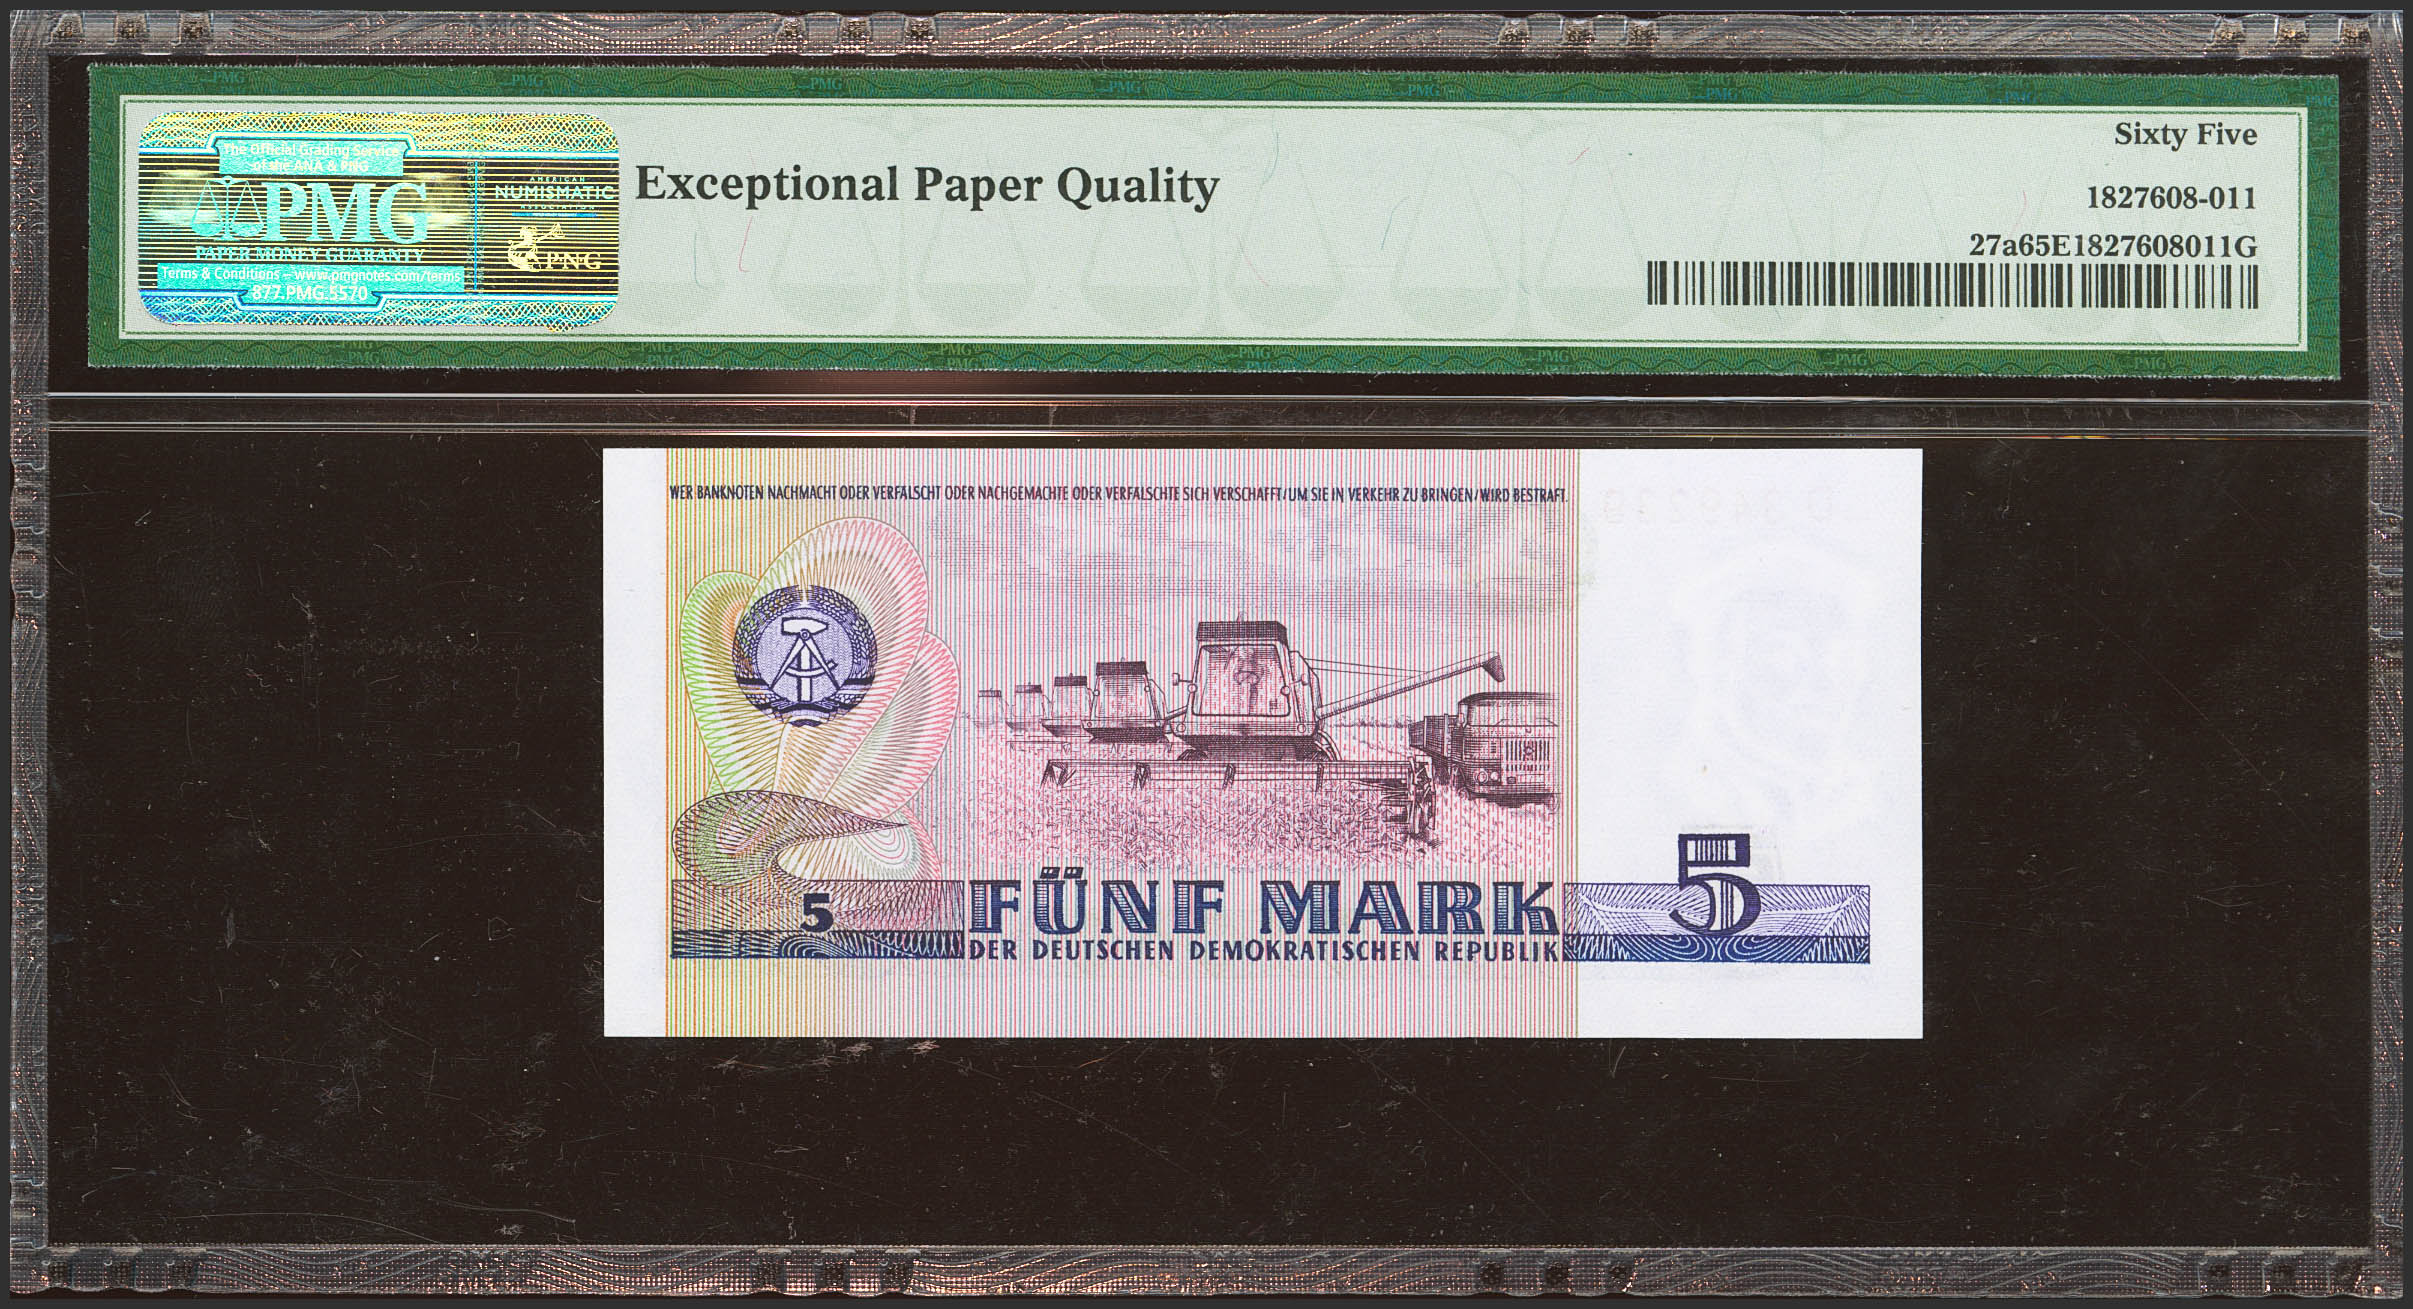 The Official Grading Service
of the ANA & PNG
PMG
PAPER MONEY GUARANTY
Terms & Conditions – www.pmgnotes.com/terms
877.PMG.5570
AMERICAN
NUMISMATIC
ASSOCIATION
PNG
Exceptional Paper Quality
Sixty Five
1827608-011
27a65E1827608011G
WER BANKNOTEN NACHMACHT ODER VERFÄLSCHT ODER NACHGEMACHTE ODER VERFÄLSCHTE SICH VERSCHAFFT/UM SIE IN VERKEHR ZU BRINGEN/WIRD BESTRAFT.
5
FÜNF MARK
DER DEUTSCHEN DEMOKRATISCHEN REPUBLIK
5